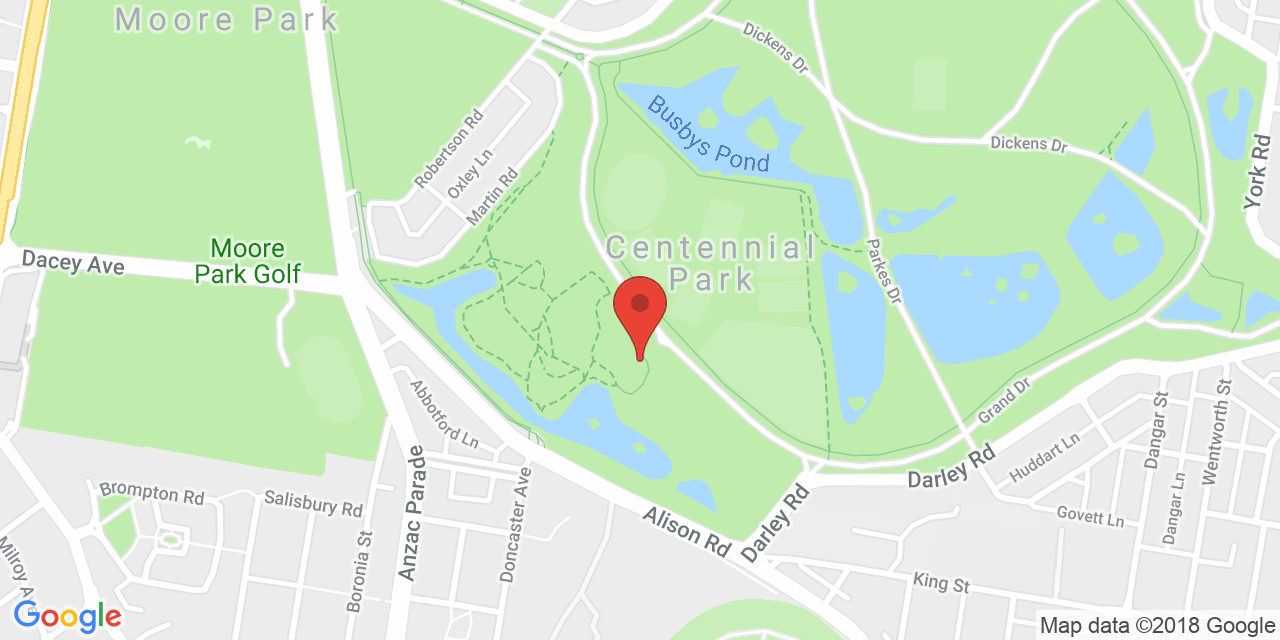 Moore Park
Dickens Dr
Busbys Pond
Robertson Rd
Oxley Ln
Martin Rd
Dickens Dr
York Rd
Dacey Ave
Moore
Park Golf
Centennial
Park
Parkes Dr
Grand Dr
Abbotford Ln
Anzac Parade
Darley Rd
Huddart Ln
Dangar St
Wentworth St
Dangar Ln
Govett Ln
Brompton Rd
Salisbury Rd
Boronia St
Doncaster Ave
Alison Rd
Darley Rd
King St
Milroy Ave
Google
Map data ©2018 Google